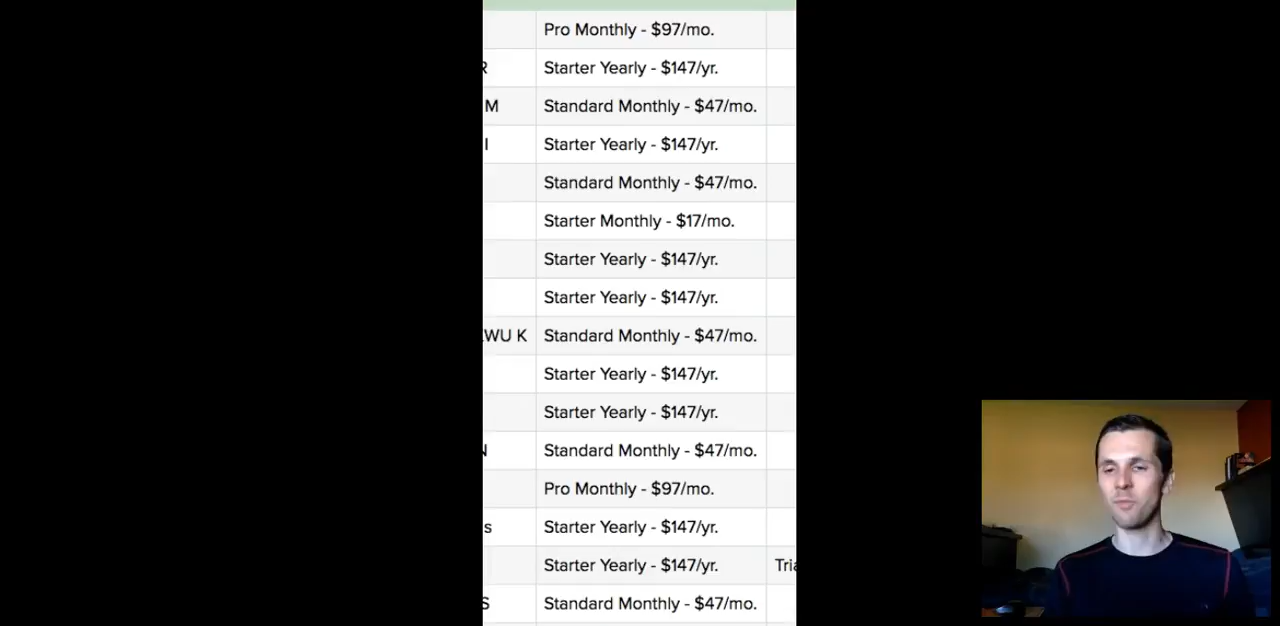 Pro Monthly - $97/mo.
R Starter Yearly - $147/yr.
M Standard Monthly - $47/mo.
I Starter Yearly - $147/yr.
Standard Monthly - $47/mo.
Starter Monthly - $17/mo.
Starter Yearly - $147/yr.
Starter Yearly - $147/yr.
WU K Standard Monthly - $47/mo.
Starter Yearly - $147/yr.
Starter Yearly - $147/yr.
N Standard Monthly - $47/mo.
Pro Monthly - $97/mo.
s Starter Yearly - $147/yr.
Starter Yearly - $147/yr. Tria
S Standard Monthly - $47/mo.